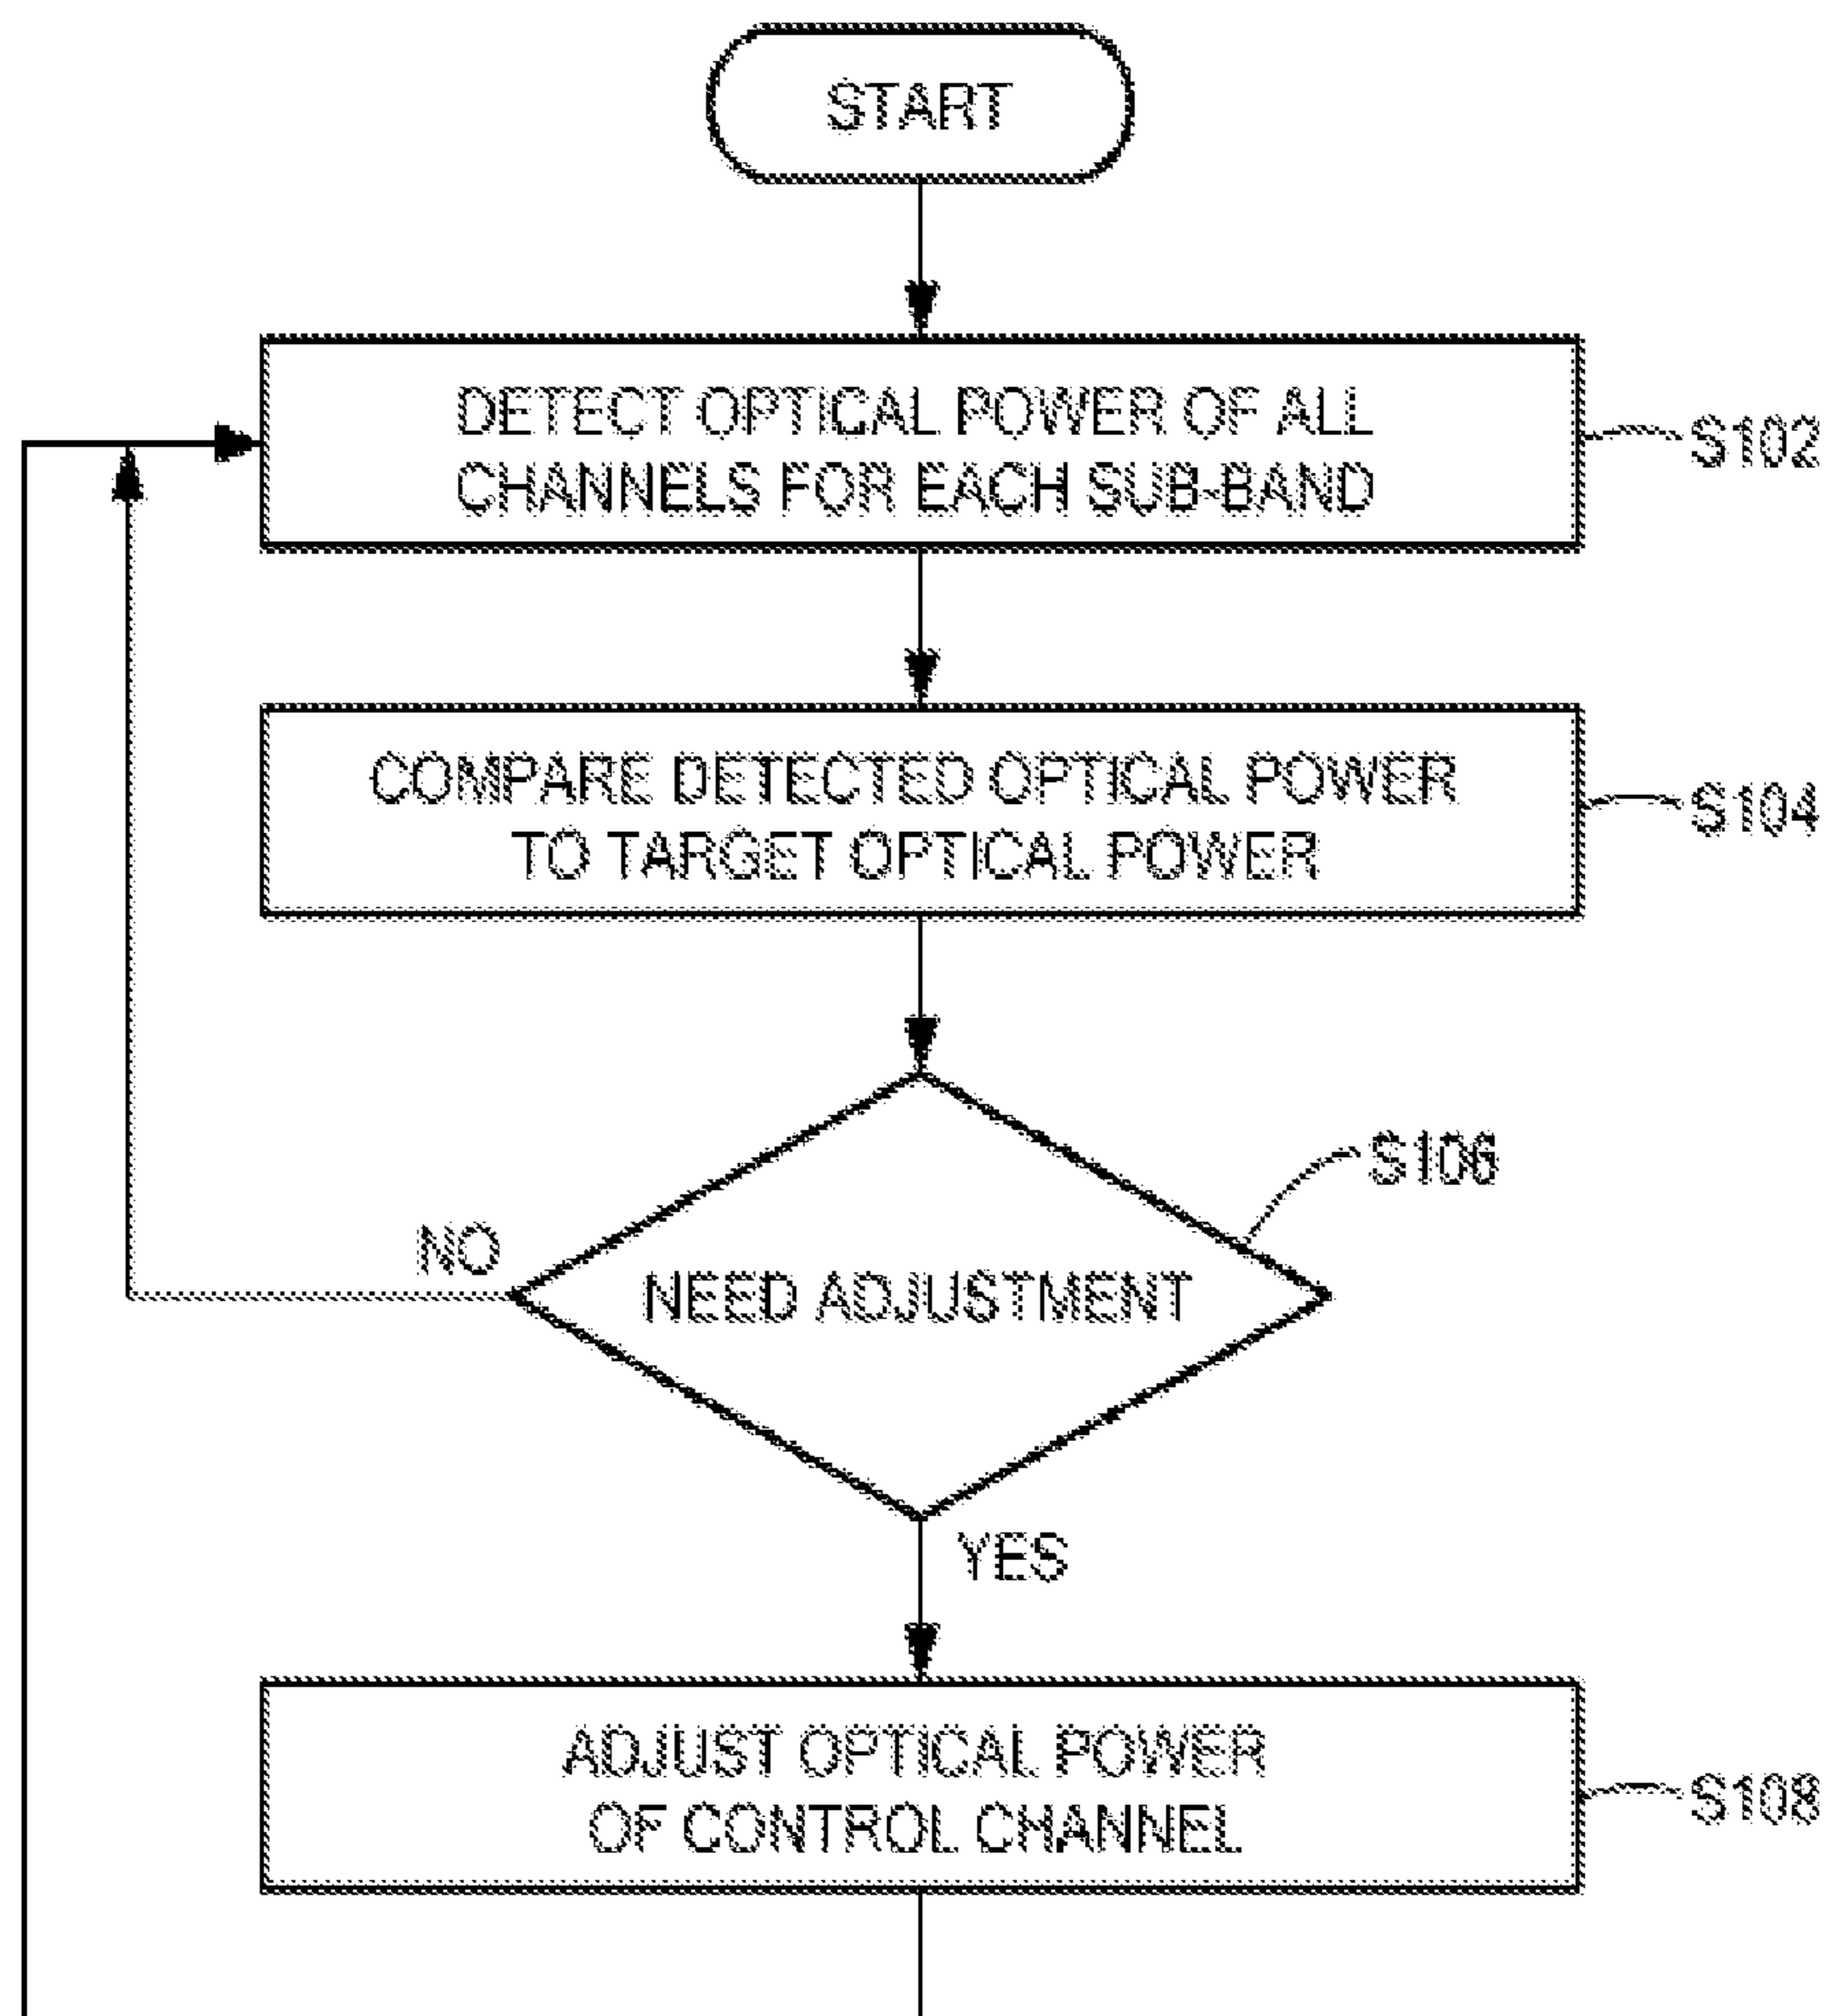 START
DETECT OPTICAL POWER OF ALL
CHANNELS FOR EACH SUB-BAND
S102
COMPARE DETECTED OPTICAL POWER
TO TARGET OPTICAL POWER
S104
S106
NO
NEED ADJUSTMENT
YES
ADJUST OPTICAL POWER
OF CONTROL CHANNEL
S108